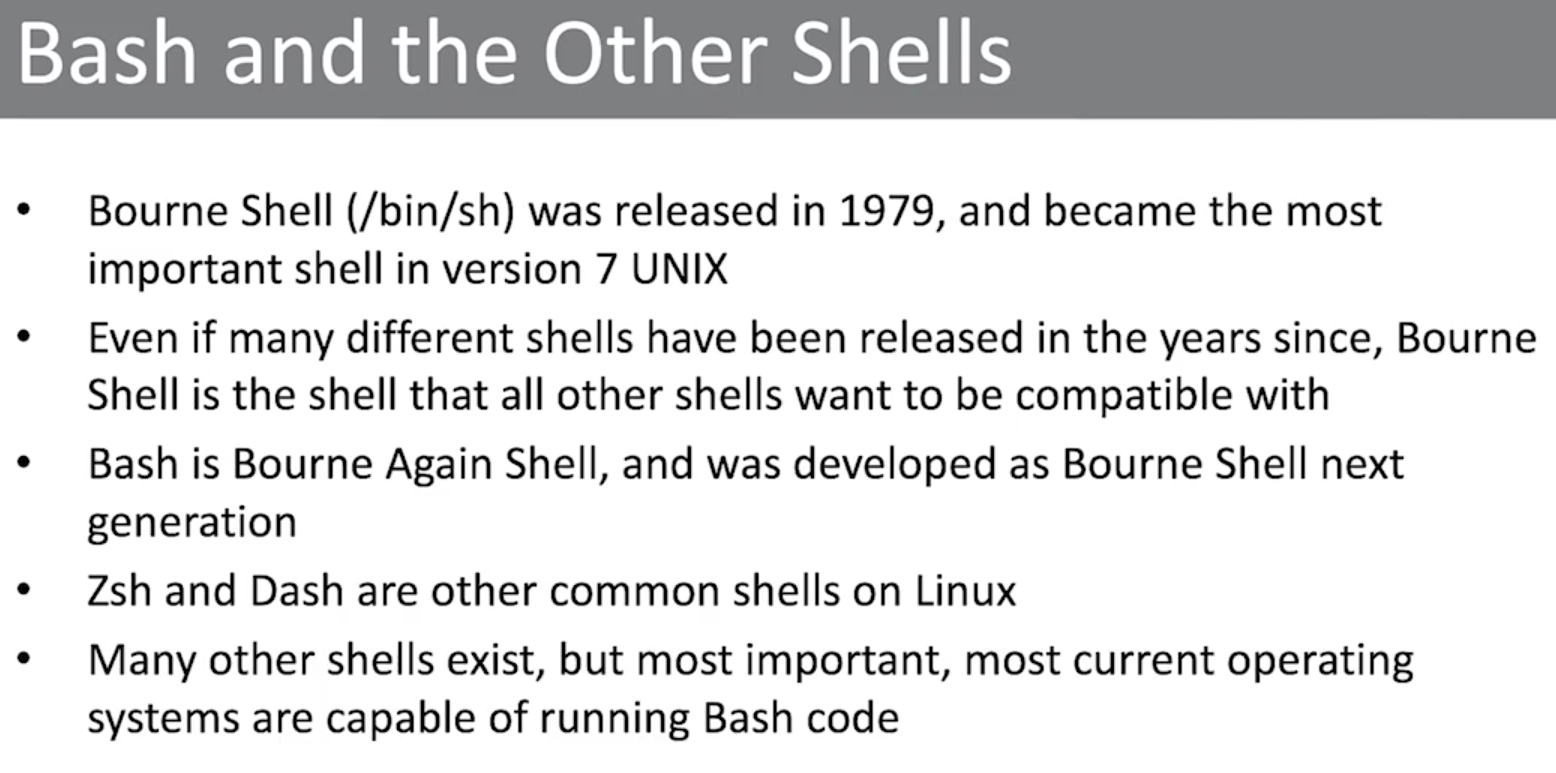 Bash and the Other Shells
• Bourne Shell (/bin/sh) was released in 1979, and became the most
important shell in version 7 UNIX
• Even if many different shells have been released in the years since, Bourne
Shell is the shell that all other shells want to be compatible with
• Bash is Bourne Again Shell, and was developed as Bourne Shell next
generation
• Zsh and Dash are other common shells on Linux
• Many other shells exist, but most important, most current operating
systems are capable of running Bash code